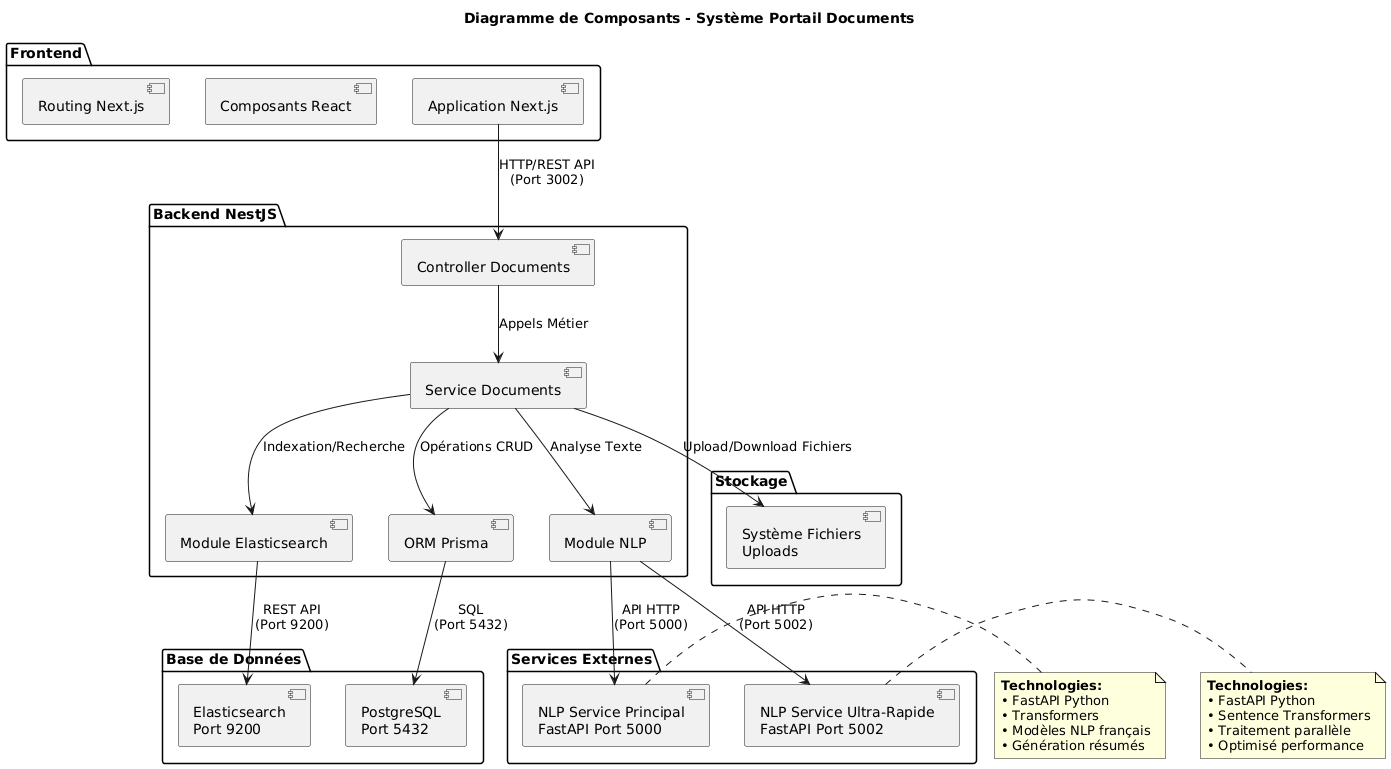 Diagramme de Composants - Système Portail Documents
Frontend
Routing Next.js
Composants React
Application Next.js
HTTP/REST API
(Port 3002)
Backend NestJS
Controller Documents
Appels Métier
Service Documents
Indexation/Recherche
Opérations CRUD
Analyse Texte
Upload/Download Fichiers
Stockage
Système Fichiers
Uploads
Module Elasticsearch
ORM Prisma
Module NLP
REST API
(Port 9200)
SQL
(Port 5432)
API HTTP
(Port 5000)
API HTTP
(Port 5002)
Base de Données
Elasticsearch
Port 9200
PostgreSQL
Port 5432
Services Externes
NLP Service Principal
FastAPI Port 5000
NLP Service Ultra-Rapide
FastAPI Port 5002
Technologies:
• FastAPI Python
• Transformers
• Modèles NLP français
• Génération résumés
Technologies:
• FastAPI Python
• Sentence Transformers
• Traitement parallèle
• Optimisé performance